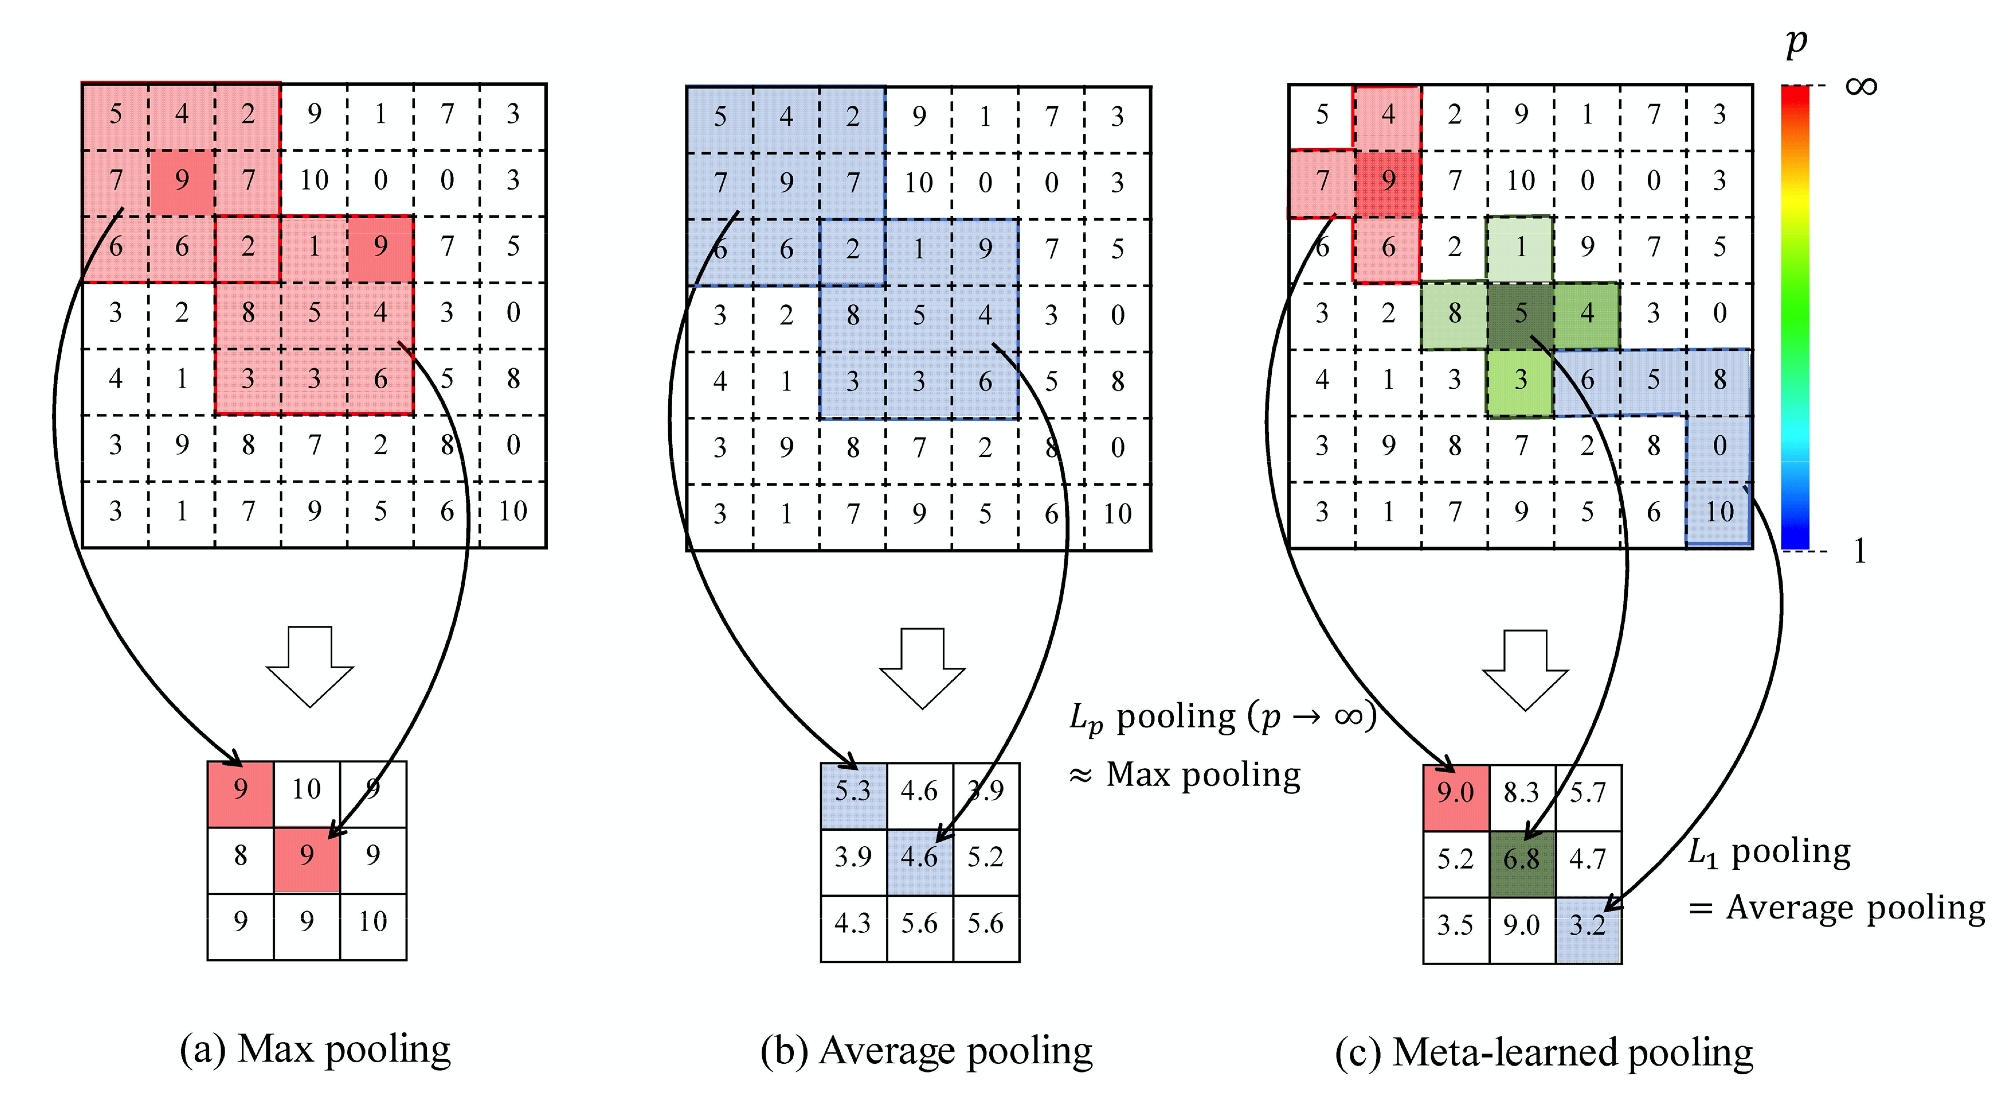 p
∞
1
5 4 2 9 1 7 3
7 9 7 10 0 0 3
6 6 2 1 9 7 5
3 2 8 5 4 3 0
4 1 3 3 6 5 8
3 9 8 7 2 8 0
3 1 7 9 5 6 10
9 10 9
8 9 9
9 9 10
(a) Max pooling
5 4 2 9 1 7 3
7 9 7 10 0 0 3
6 6 2 1 9 7 5
3 2 8 5 4 3 0
4 1 3 3 6 5 8
3 9 8 7 2 8 0
3 1 7 9 5 6 10
5.3 4.6 3.9
3.9 4.6 5.2
4.3 5.6 5.6
(b) Average pooling
5 4 2 9 1 7 3
7 9 7 10 0 0 3
6 6 2 1 9 7 5
3 2 8 5 4 3 0
4 1 3 3 6 5 8
3 9 8 7 2 8 0
3 1 7 9 5 6 10
Lₚ pooling (p → ∞)
≈ Max pooling
9.0 8.3 5.7
5.2 6.8 4.7
3.5 9.0 3.2
L₁ pooling
= Average pooling
(c) Meta-learned pooling